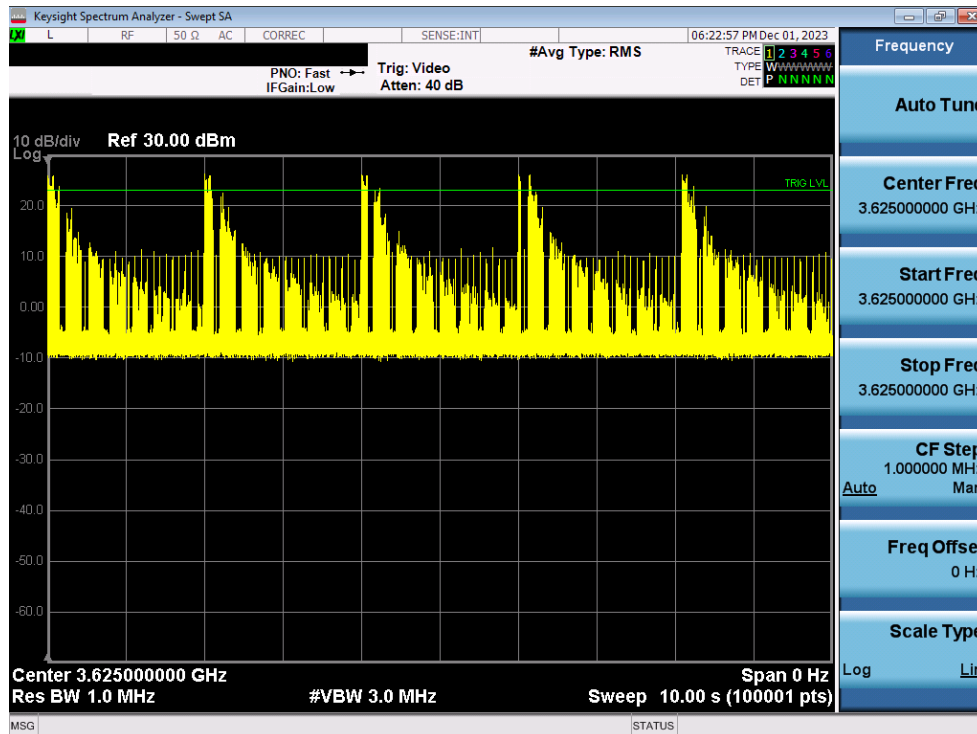 Keysight Spectrum Analyzer - Swept SA
LXI L RF 50 Ω AC CORREC SENSE:INT 06:22:57 PM Dec 01, 2023
#Avg Type: RMS
TRACE 1 2 3 4 5 6
PNO: Fast Trig: Video
TYPE W W W W W W
IFGain:Low Atten: 40 dB
DET P N N N N N
10 dB/div Ref 30.00 dBm
Log
TRIG LVL
20.0
10.0
0.00
-10.0
-20.0
-30.0
-40.0
-50.0
-60.0
Center 3.625000000 GHz Span 0 Hz
Res BW 1.0 MHz #VBW 3.0 MHz Sweep 10.00 s (100001 pts)
MSG STATUS
Frequency
Auto Tun
Center Fre
3.625000000 GH
Start Fre
3.625000000 GH
Stop Fre
3.625000000 GH
CF Ste
1.000000 MH
Auto Ma
Freq Offse
0 H
Scale Typ
Log Li